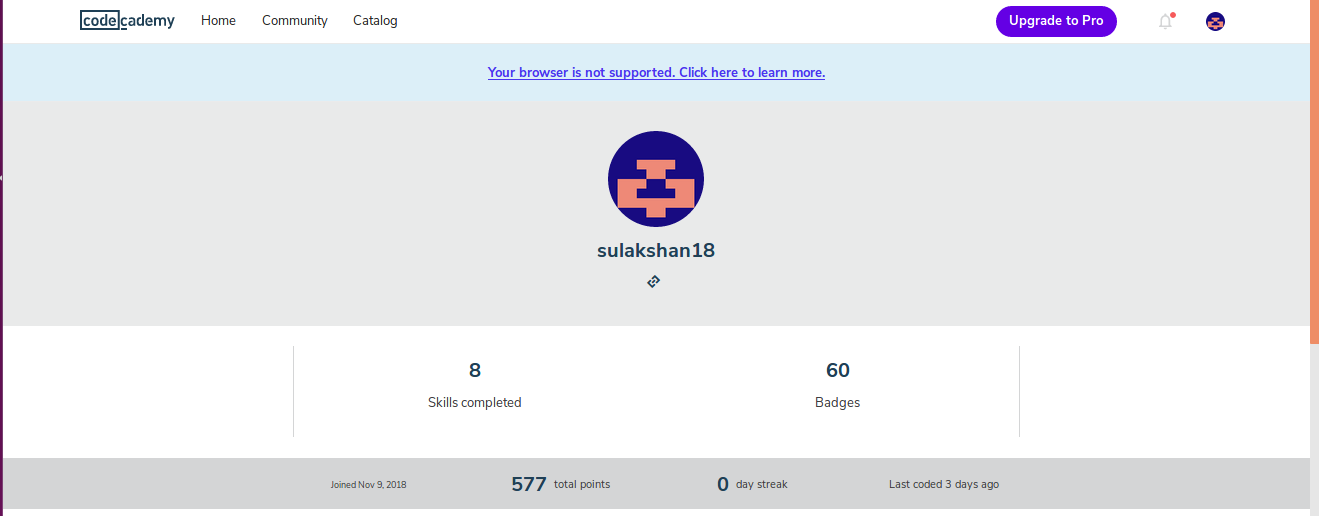 codecademy Home Community Catalog Upgrade to Pro
Your browser is not supported. Click here to learn more.
sulakshan18
8 60
Skills completed Badges
Joined Nov 9, 2018 577 total points 0 day streak Last coded 3 days ago